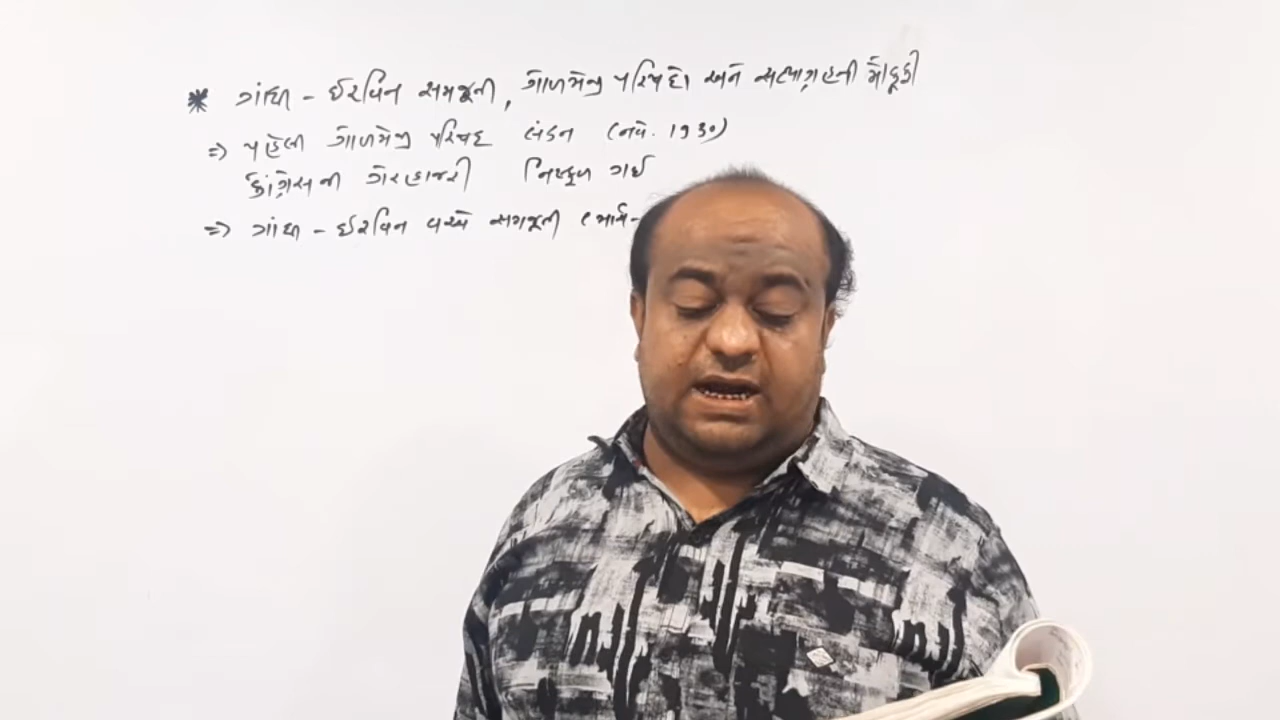 * ગાંધી - ઈરવિન સમજૂતી, ગોળમેજી પરિષદો અને સત્યાગ્રહની મોકૂફી
⇒ પહેલી ગોળમેજી પરિષદ લંડન (નવે. 1930)
કોંગ્રેસની ગેરહાજરી નિષ્ફળ ગઈ
⇒ ગાંધી - ઈરવિન વચ્ચે સમજૂતી (માર્ચ-